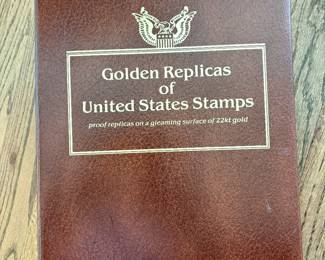 Golden Replicas
of
United States Stamps
proof replicas on a gleaming surface of 22kt gold